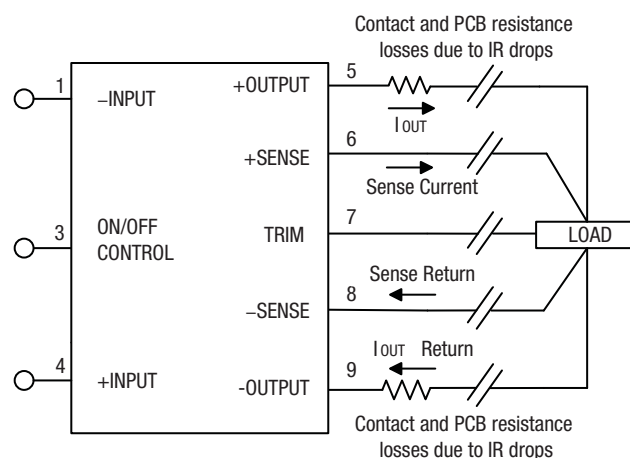 Contact and PCB resistance
losses due to IR drops
1
–INPUT
+OUTPUT
5
IOUT
+SENSE
6
Sense Current
3
ON/OFF
CONTROL
TRIM
7
LOAD
Sense Return
–SENSE
8
4
+INPUT
-OUTPUT
9
IOUT Return
Contact and PCB resistance
losses due to IR drops